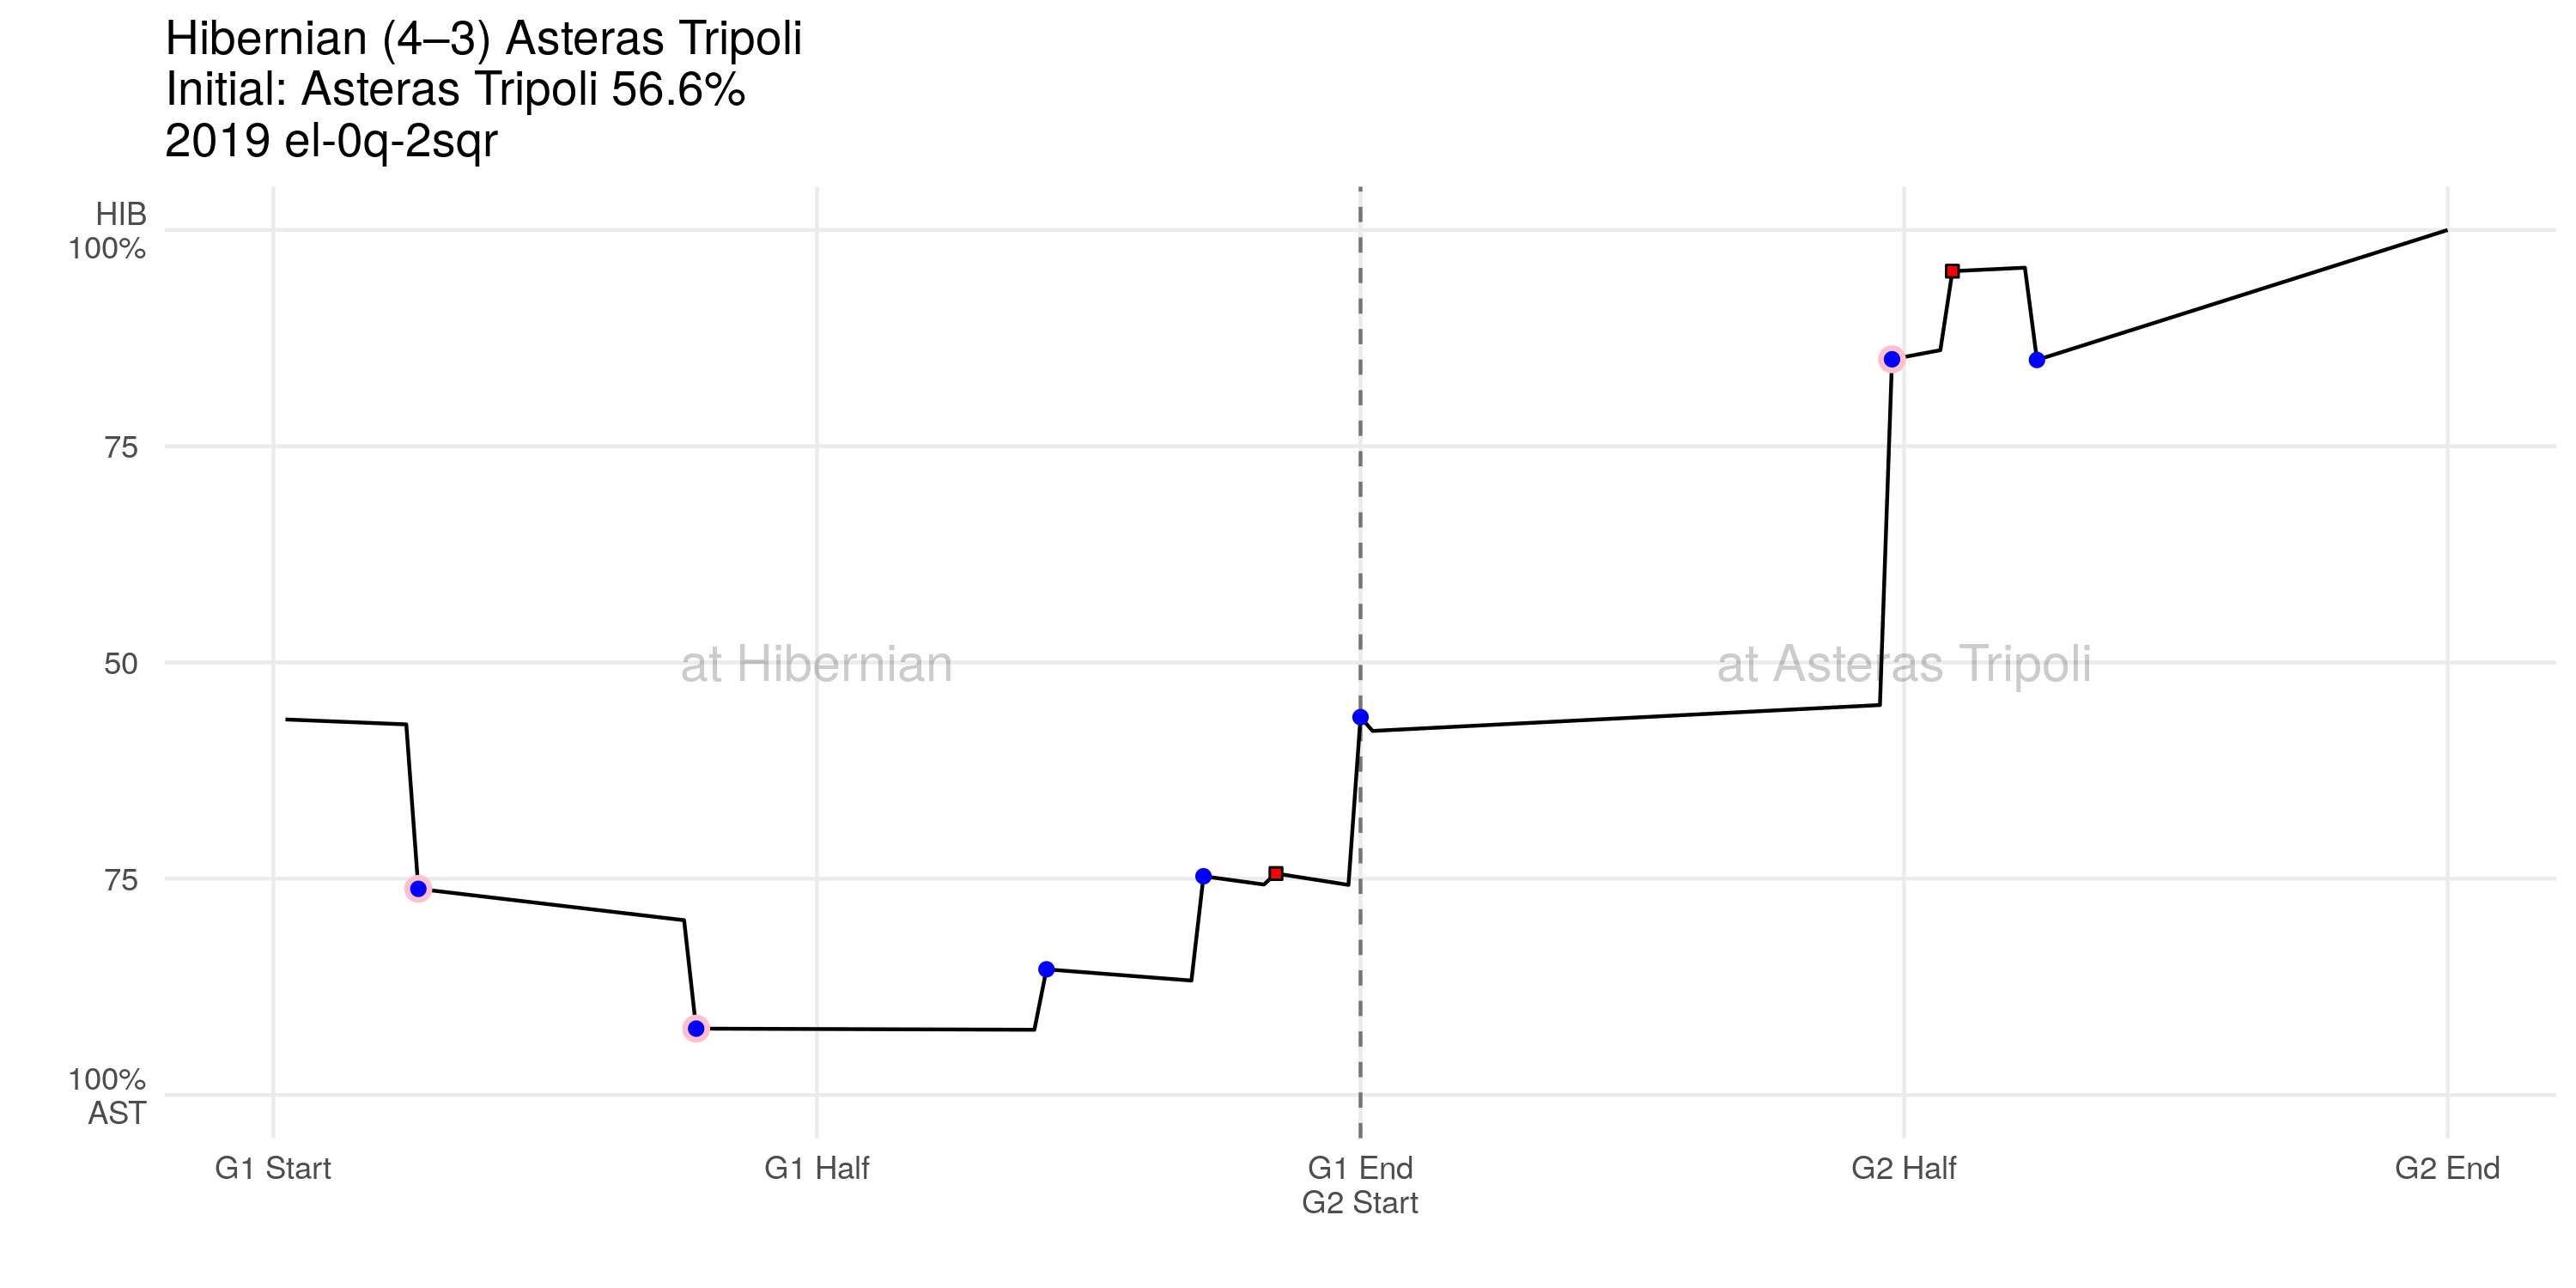 Hibernian (4–3) Asteras Tripoli
Initial: Asteras Tripoli 56.6%
2019 el-0q-2sqr
HIB
100%
75
50
75
100%
AST
at Hibernian
at Asteras Tripoli
G1 Start
G1 Half
G1 End
G2 Start
G2 Half
G2 End